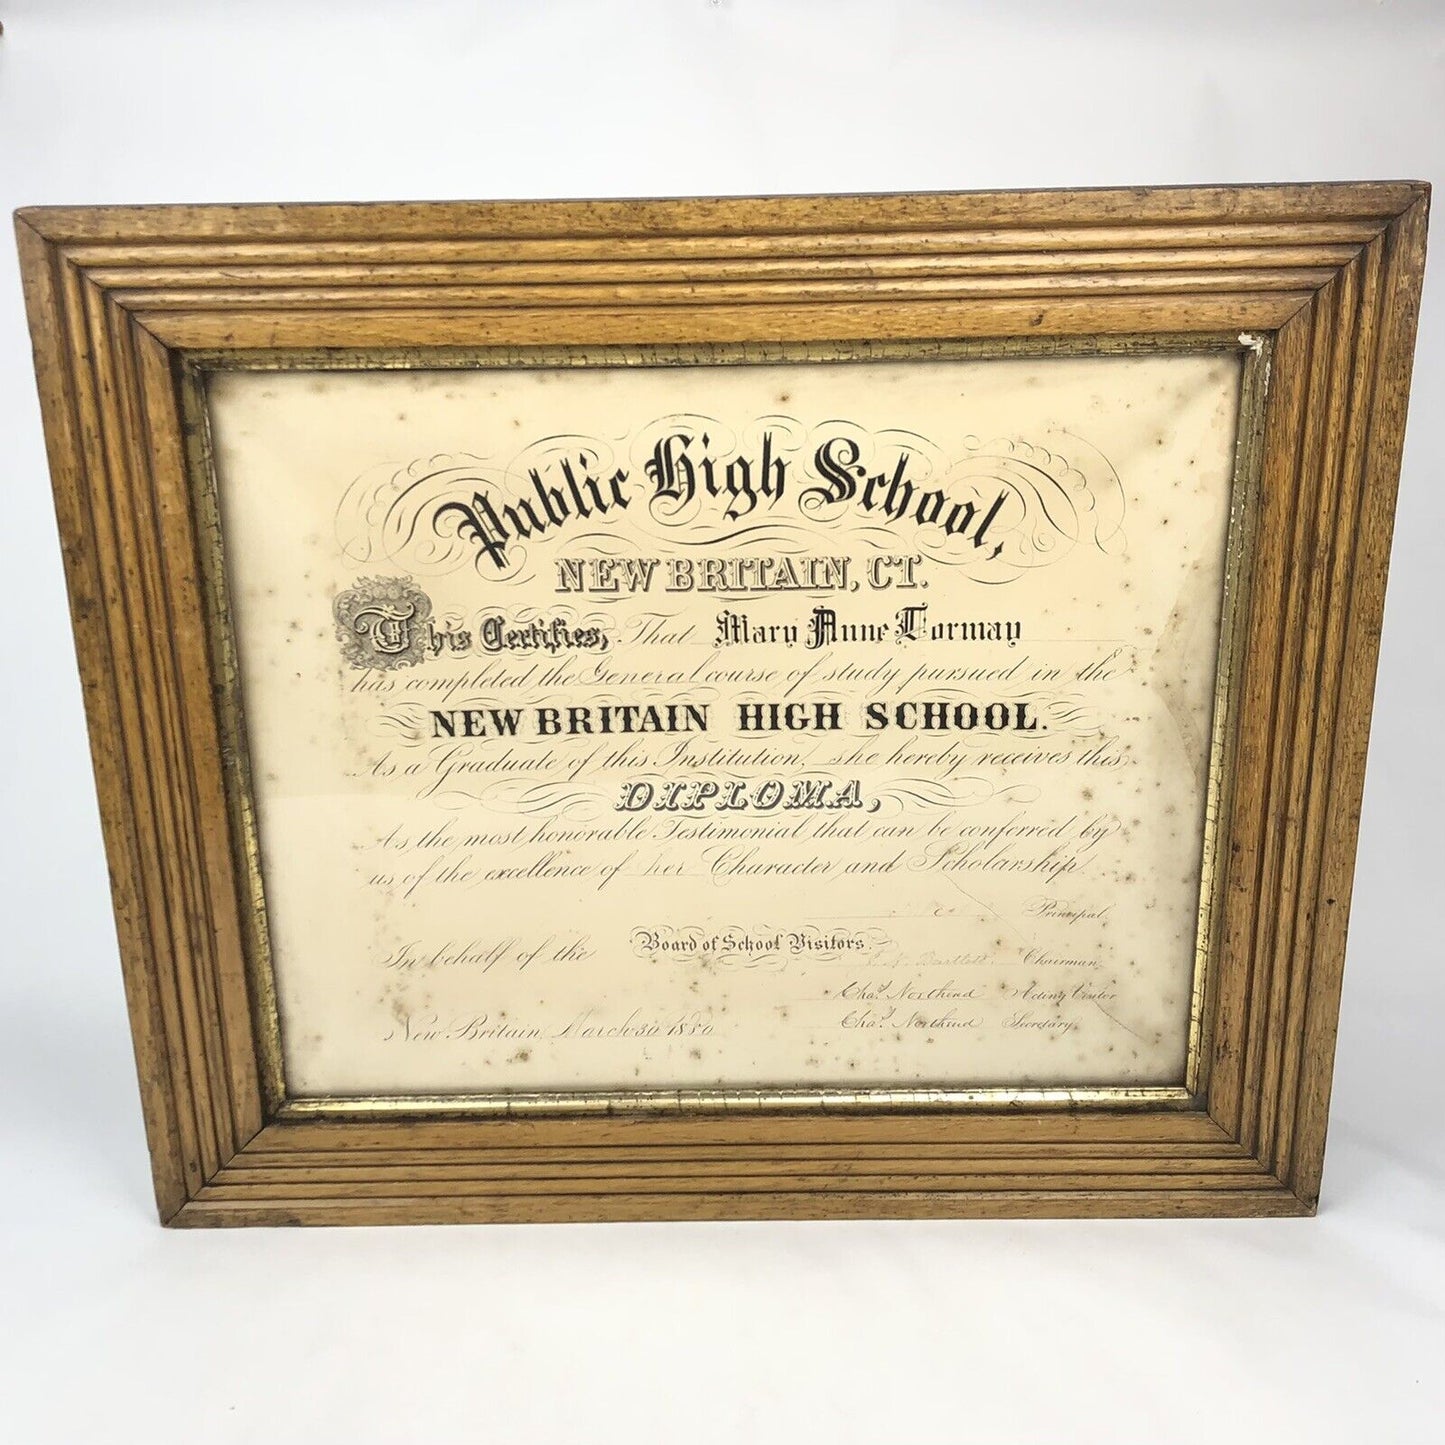 Public High School,
NEW BRITAIN, CT.
This Certifies, That Mary Anne Cormay
has completed the General course of study pursued in the
NEW BRITAIN HIGH SCHOOL.
As a Graduate of this Institution, she hereby receives this
DIPLOMA,
As the most honorable Testimonial that can be conferred by
us of the excellence of her Character and Scholarship.
Principal.
In behalf of the Board of School Visitors.
Bartlett. Chairman,
Chas. Northend Acting Visitor
New Britain, March 30 1880 Chas. Northend Secretary.